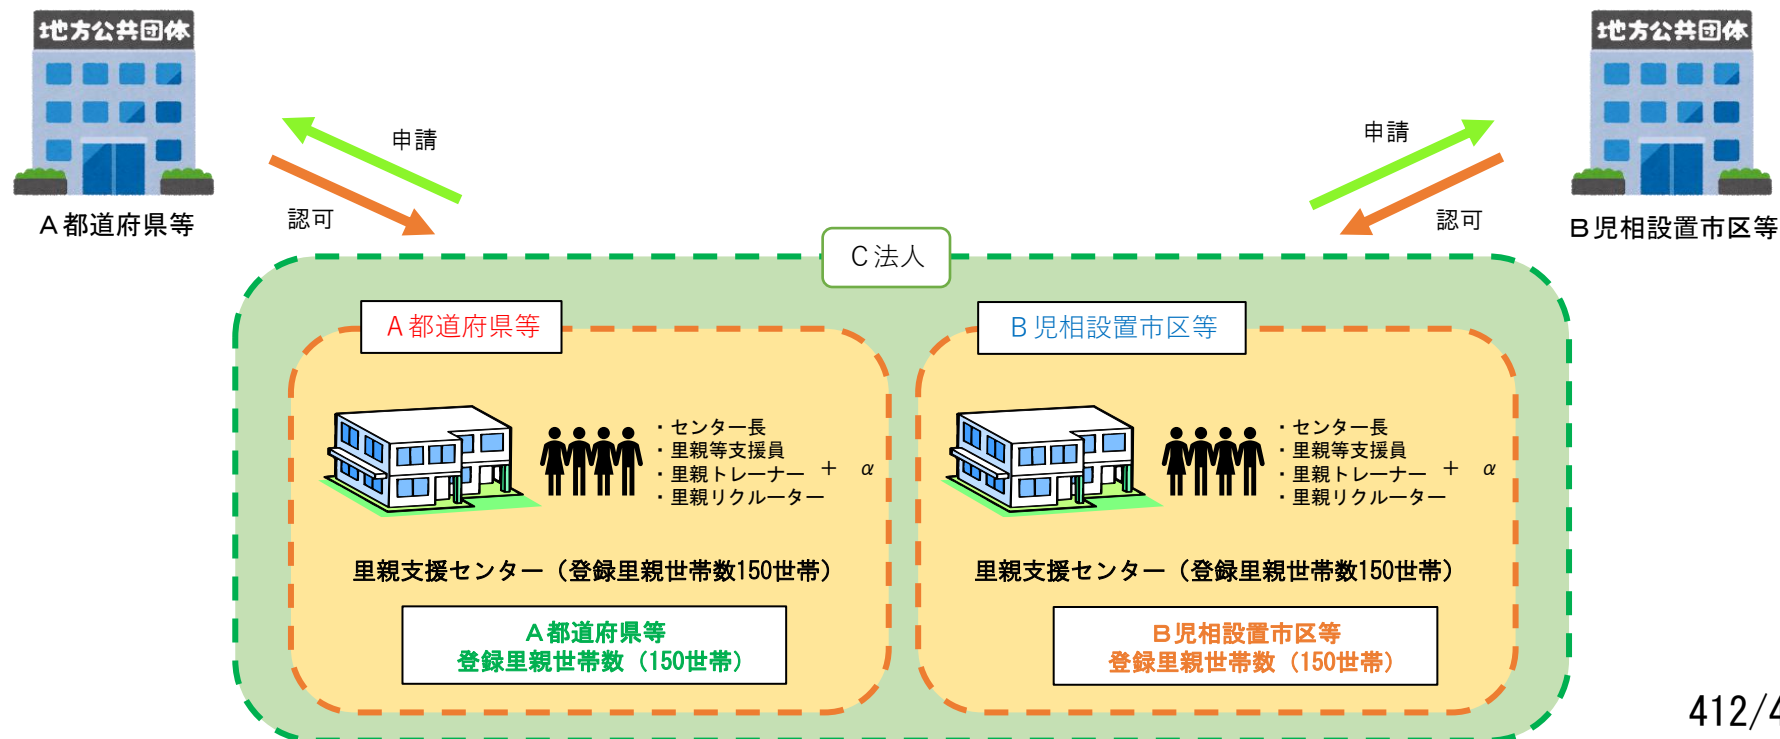 地方公共団体
地方公共団体
申請
認可
申請
認可
A都道府県等
B児相設置市区等
C法人
A都道府県等
・センター長
・里親等支援員
・里親トレーナー + α
・里親リクルーター
里親支援センター（登録里親世帯数150世帯）
A都道府県等
登録里親世帯数（150世帯）
B児相設置市区等
・センター長
・里親等支援員
・里親トレーナー + α
・里親リクルーター
里親支援センター（登録里親世帯数150世帯）
B児相設置市区等
登録里親世帯数（150世帯）
412/4